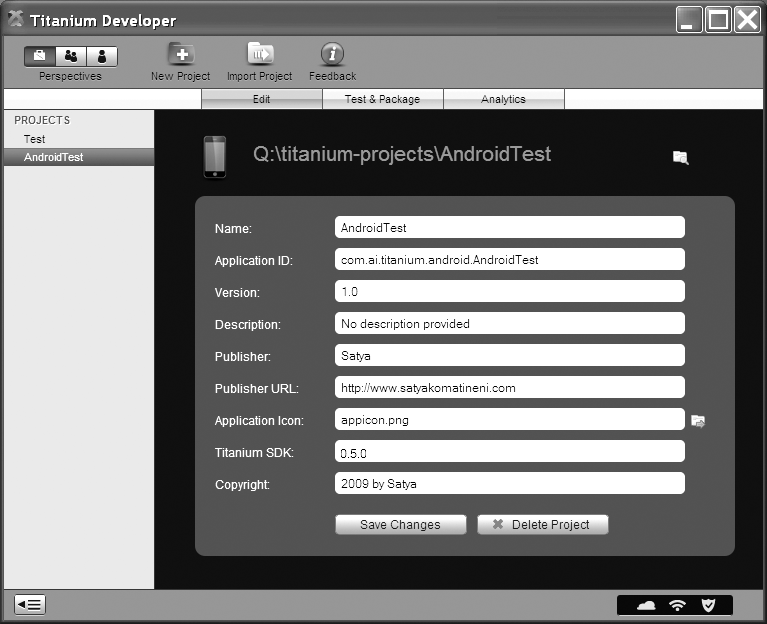 Titanium Developer
Perspectives New Project Import Project Feedback
Edit Test & Package Analytics
PROJECTS
Test
AndroidTest
Q:\titanium-projects\AndroidTest
Name: AndroidTest
Application ID: com.ai.titanium.android.AndroidTest
Version: 1.0
Description: No description provided
Publisher: Satya
Publisher URL: http://www.satyakomatineni.com
Application Icon: appicon.png
Titanium SDK: 0.5.0
Copyright: 2009 by Satya
Save Changes Delete Project